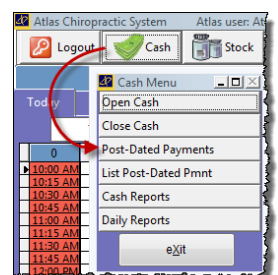 Atlas Chiropractic System Atlas user: At
Logout Cash Stock
Cash Menu
Today
Open Cash
Close Cash
Post-Dated Payments
List Post-Dated Pmnt
Cash Reports
Daily Reports
eXit
0
10:00 AM
10:15 AM
10:30 AM
10:45 AM
11:00 AM
11:15 AM
11:30 AM
11:45 AM
12:00 PM